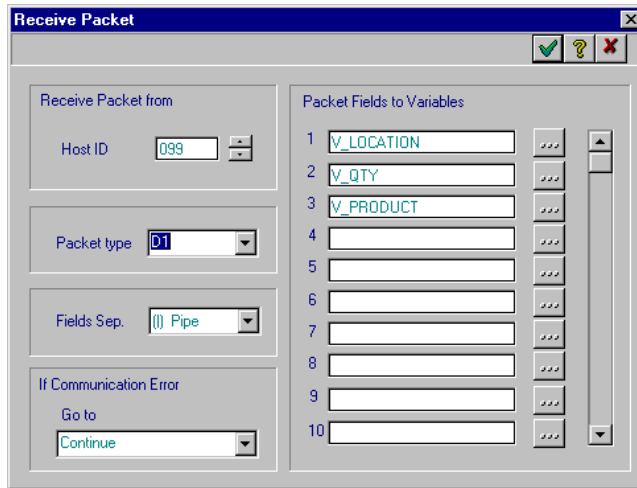 Receive Packet
Receive Packet from
Host ID 099
Packet type D1
Fields Sep. (|) Pipe
If Communication Error
Go to
Continue
Packet Fields to Variables
1 V_LOCATION ...
2 V_QTY ...
3 V_PRODUCT ...
4 ...
5 ...
6 ...
7 ...
8 ...
9 ...
10 ...